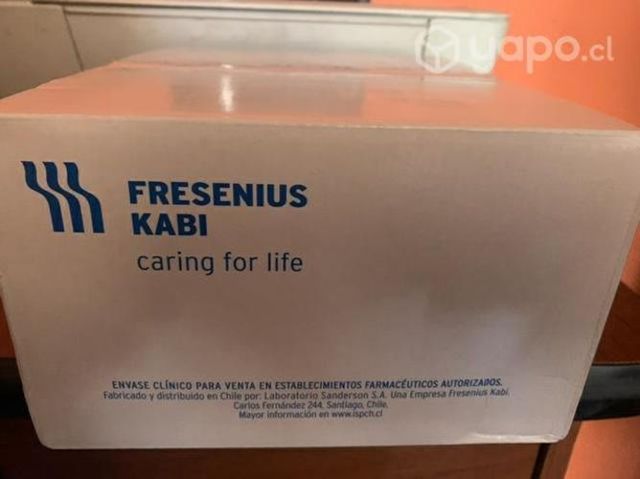 yapo.cl
FRESENIUS
KABI
caring for life
ENVASE CLÍNICO PARA VENTA EN ESTABLECIMIENTOS FARMACÉUTICOS AUTORIZADOS.
Fabricado y distribuido en Chile por: Laboratorio Sanderson S.A. Una Empresa Fresenius Kabi.
Carlos Fernández 244, Santiago, Chile.
Mayor información en www.ispch.cl